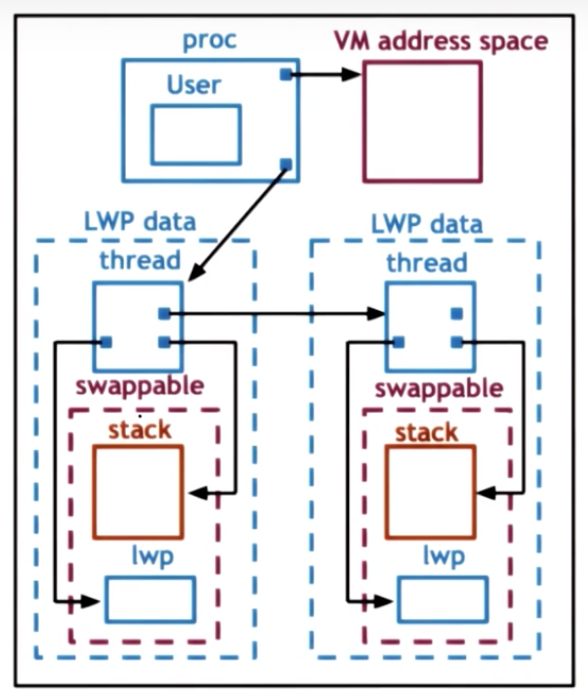 proc
VM address space
User
LWP data
LWP data
thread
thread
swappable
swappable
stack
stack
lwp
lwp